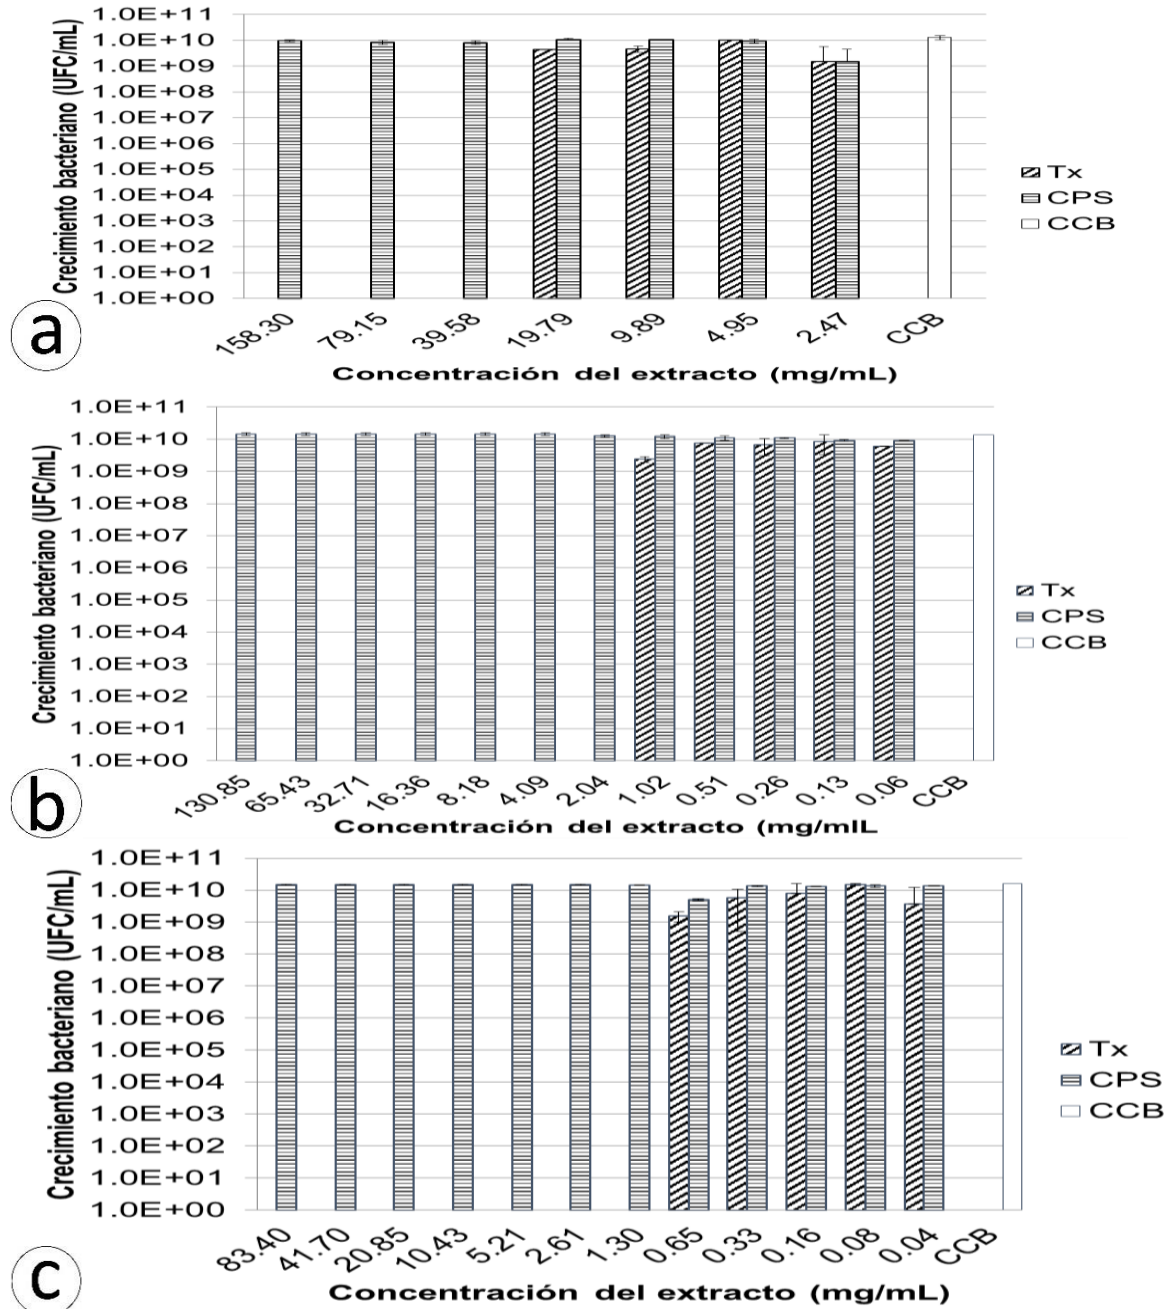 Crecimiento bacteriano (UFC/mL)
1.0E+11
1.0E+10
1.0E+09
1.0E+08
1.0E+07
1.0E+06
1.0E+05
1.0E+04
1.0E+03
1.0E+02
1.0E+01
1.0E+00
Tx
CPS
CCB
158.30 79.15 39.58 19.79 9.89 4.95 2.47 CCB
a
Concentración del extracto (mg/mL)
Crecimiento bacteriano (UFC/mL)
1.0E+11
1.0E+10
1.0E+09
1.0E+08
1.0E+07
1.0E+06
1.0E+05
1.0E+04
1.0E+03
1.0E+02
1.0E+01
1.0E+00
Tx
CPS
CCB
130.85 65.43 32.71 16.36 8.18 4.09 2.04 1.02 0.51 0.26 0.13 0.06 CCB
b
Concentración del extracto (mg/mlL
Crecimiento bacteriano (UFC/mL)
1.0E+11
1.0E+10
1.0E+09
1.0E+08
1.0E+07
1.0E+06
1.0E+05
1.0E+04
1.0E+03
1.0E+02
1.0E+01
1.0E+00
Tx
CPS
CCB
83.40 41.70 20.85 10.43 5.21 2.61 1.30 0.65 0.33 0.16 0.08 0.04 CCB
c
Concentración del extracto (mg/mL)